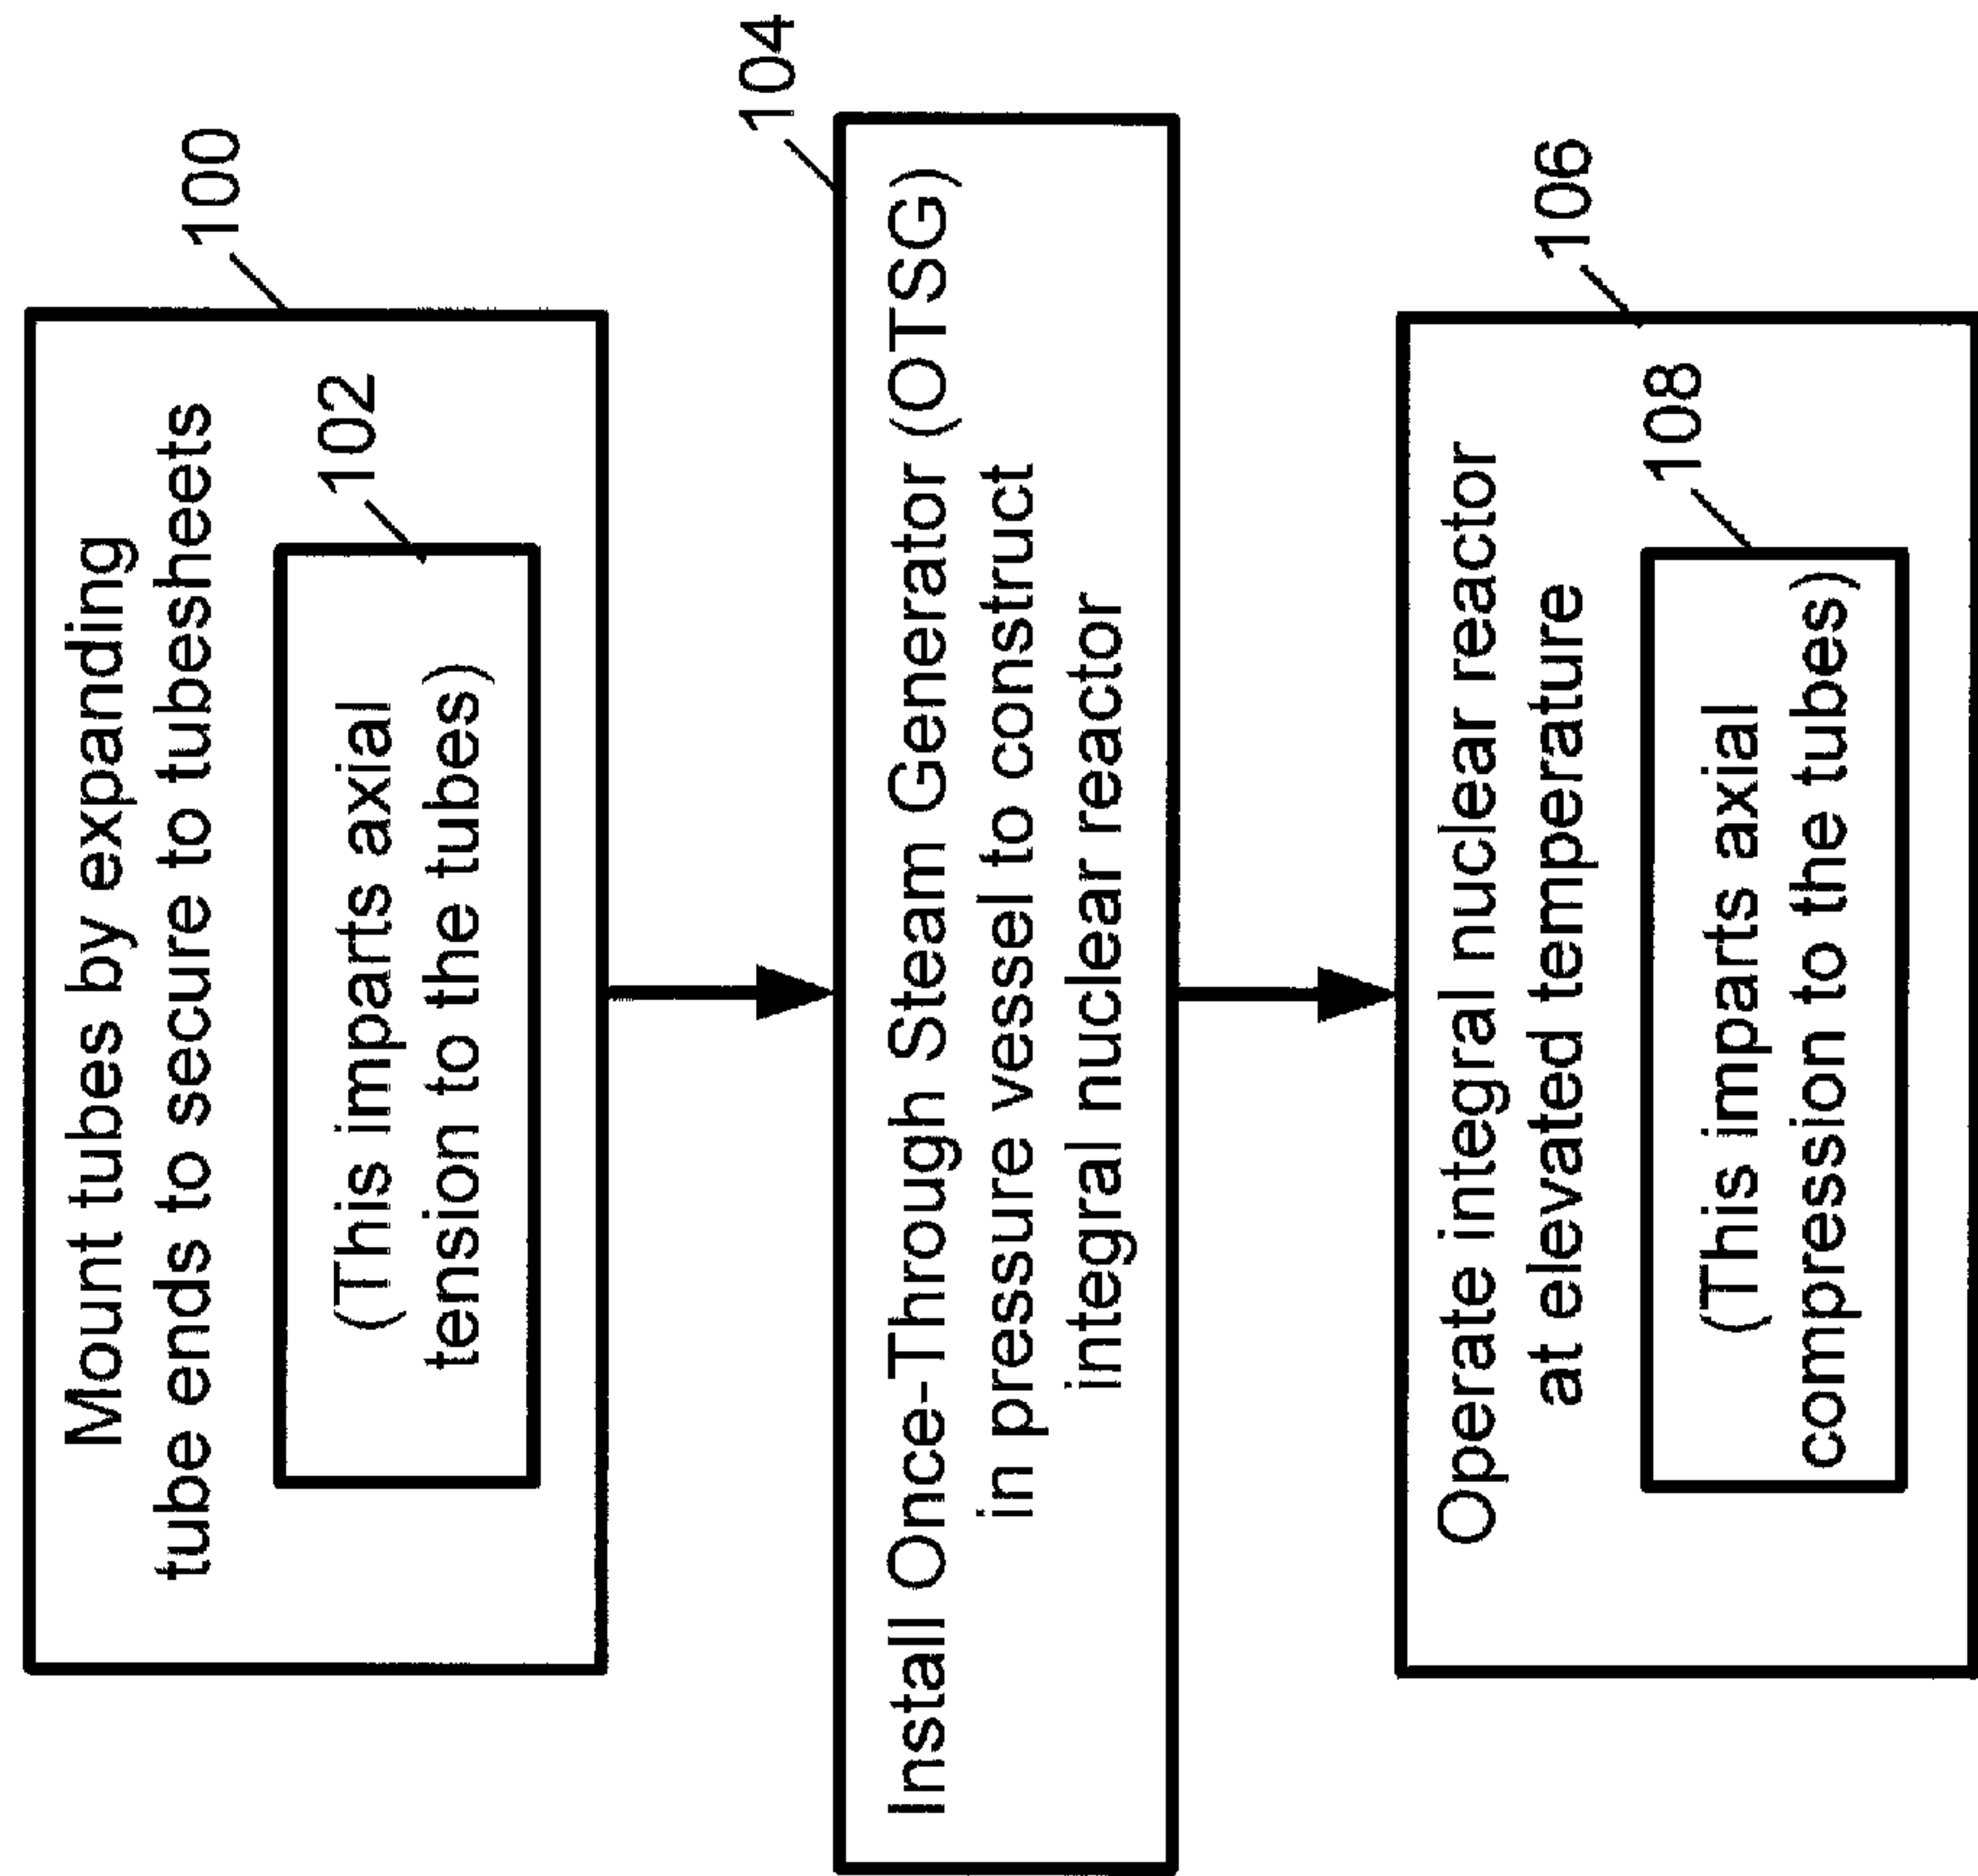 100
Mount tubes by expanding
tube ends to secure to tubesheets
102
(This imparts axial
tension to the tubes)
104
Install Once-Through Steam Generator (OTSG)
in pressure vessel to construct
integral nuclear reactor
106
Operate integral nuclear reactor
at elevated temperature
108
(This imparts axial
compression to the tubes)